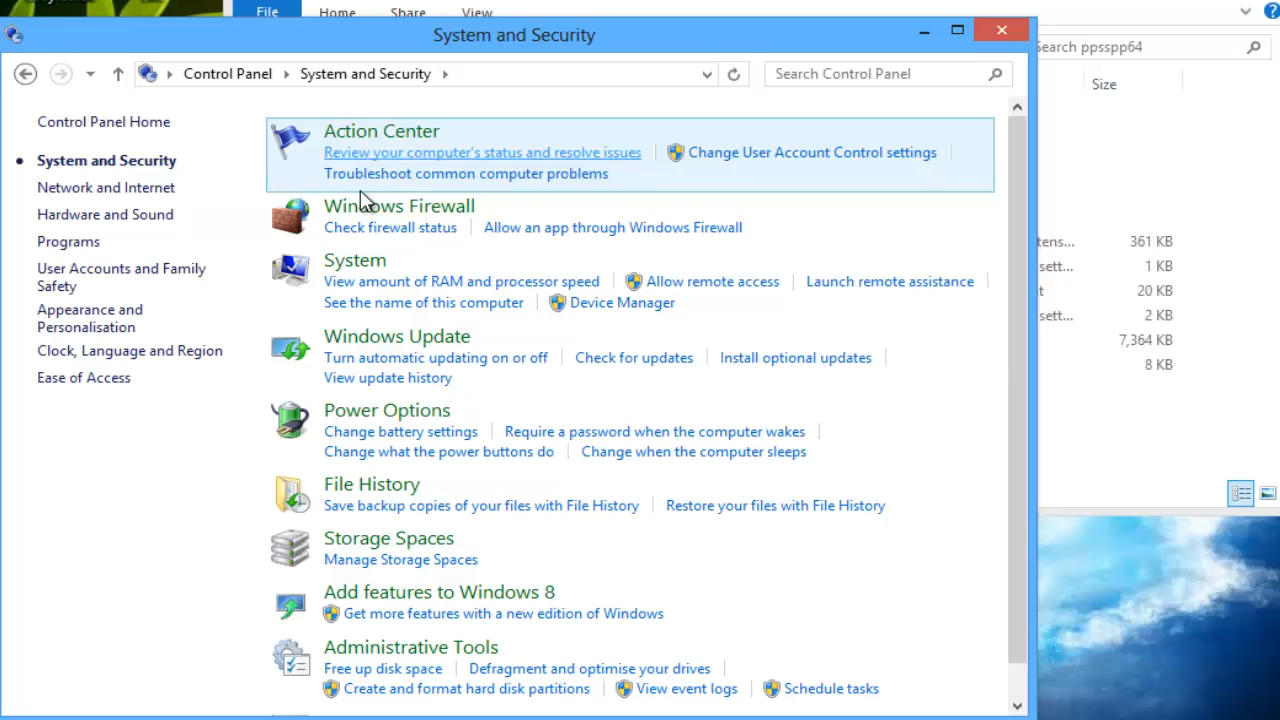 File Home Share View
System and Security
Control Panel System and Security
Search Control Panel
Search ppsspp64
Size
Control Panel Home
System and Security
Network and Internet
Hardware and Sound
Programs
User Accounts and Family
Safety
Appearance and
Personalisation
Clock, Language and Region
Ease of Access
Action Center
Review your computer's status and resolve issues Change User Account Control settings
Troubleshoot common computer problems
Windows Firewall
Check firewall status Allow an app through Windows Firewall
System
View amount of RAM and processor speed Allow remote access Launch remote assistance
See the name of this computer Device Manager
Windows Update
Turn automatic updating on or off Check for updates Install optional updates
View update history
Power Options
Change battery settings Require a password when the computer wakes
Change what the power buttons do Change when the computer sleeps
File History
Save backup copies of your files with File History Restore your files with File History
Storage Spaces
Manage Storage Spaces
Add features to Windows 8
Get more features with a new edition of Windows
Administrative Tools
Free up disk space Defragment and optimise your drives
Create and format hard disk partitions View event logs Schedule tasks
tens... 361 KB
sett... 1 KB
t 20 KB
sett... 2 KB
7,364 KB
8 KB